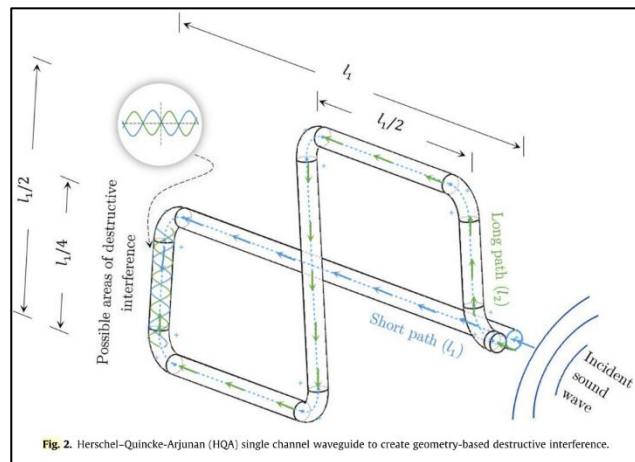 l₁
l₁/2
l₁/2
l₁/4
Possible areas of destructive
interference
Long path (l₂)
Short path (l₁)
Incident
sound
wave
Fig. 2. Herschel–Quincke-Arjunan (HQA) single channel waveguide to create geometry-based destructive interference.